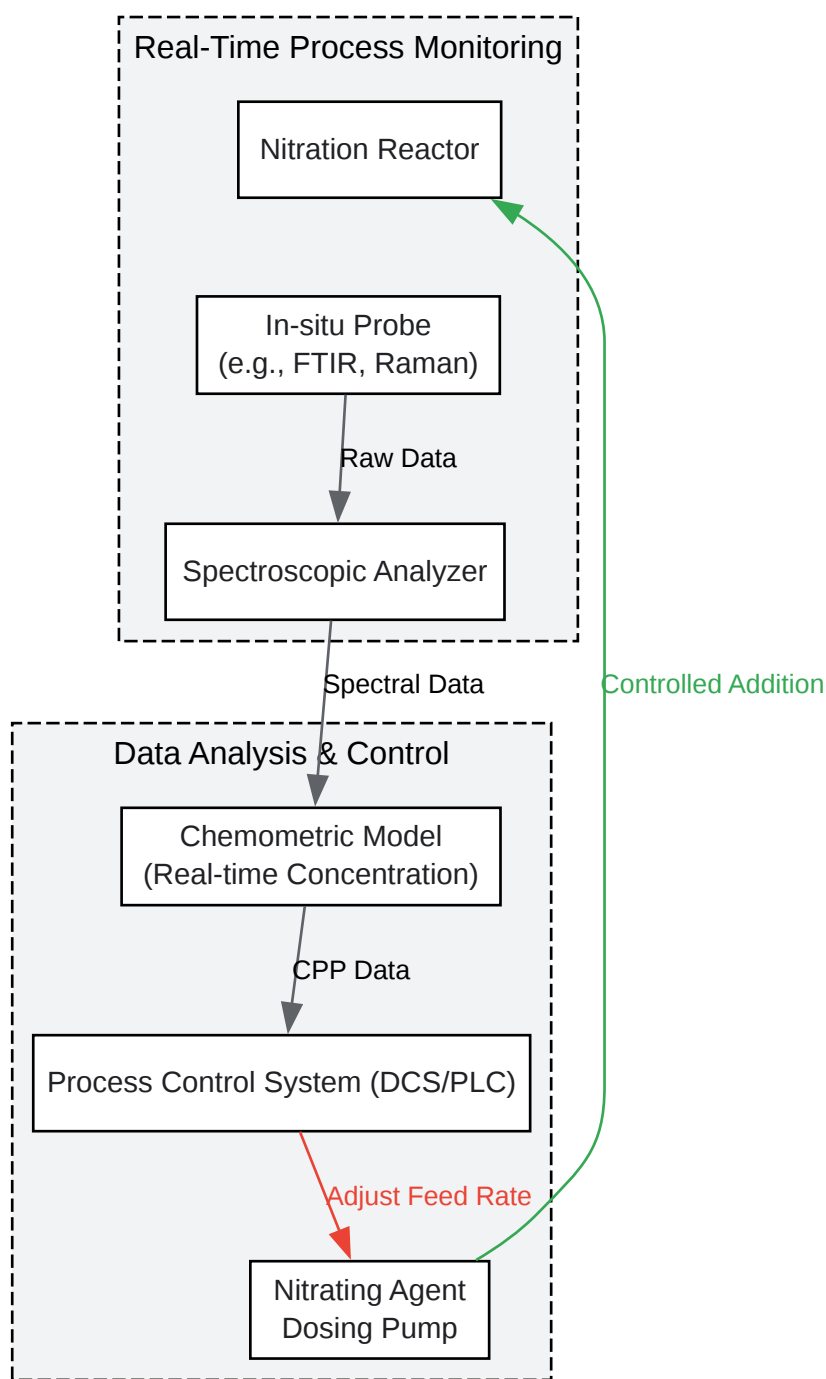 Real-Time Process Monitoring
Nitration Reactor
In-situ Probe
(e.g., FTIR, Raman)
Raw Data
Spectroscopic Analyzer
Spectral Data
Controlled Addition
Data Analysis & Control
Chemometric Model
(Real-time Concentration)
CPP Data
Process Control System (DCS/PLC)
Adjust Feed Rate
Nitrating Agent
Dosing Pump